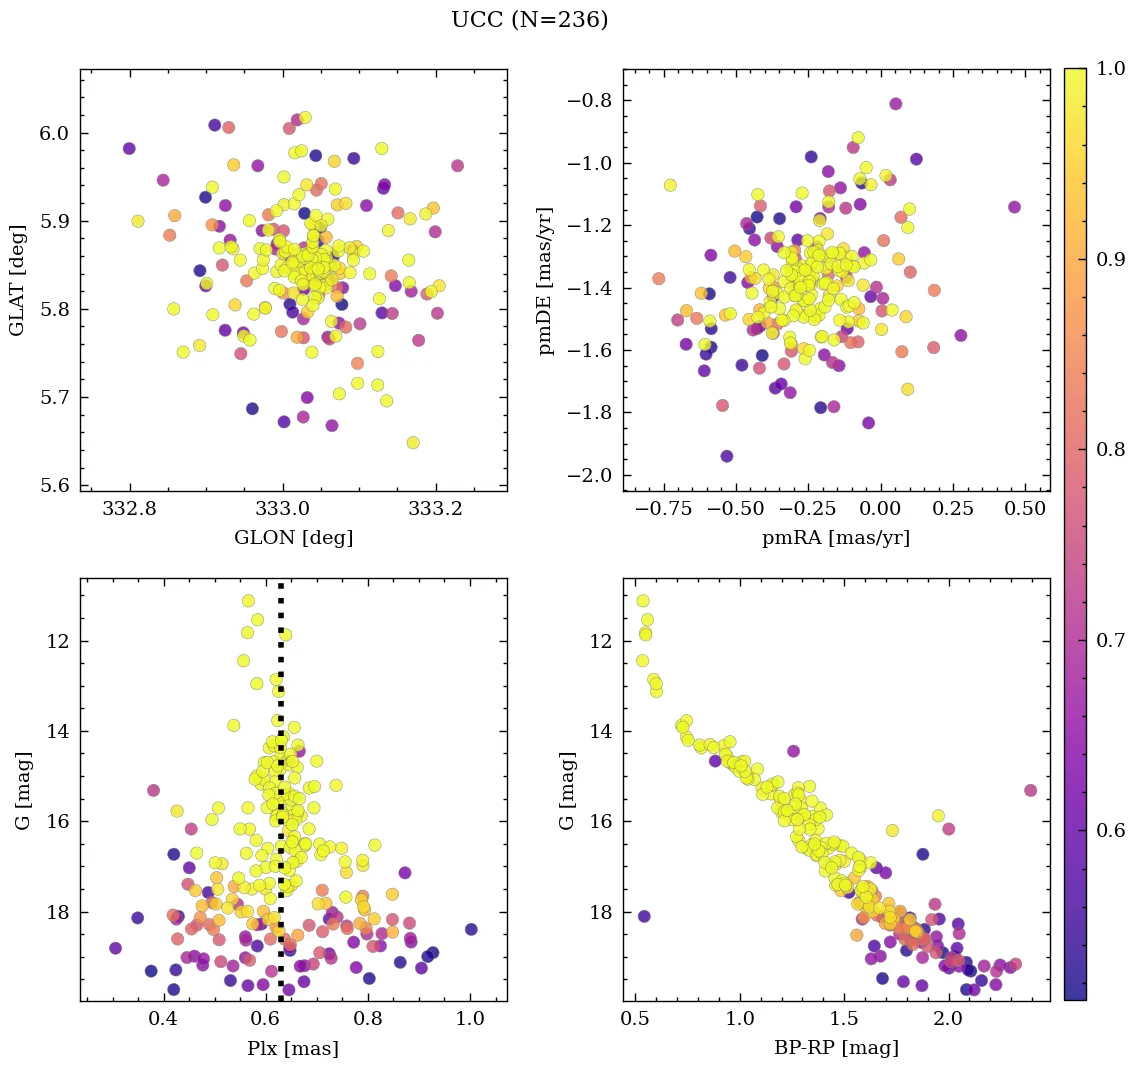 UCC (N=236)
6.0
5.9
5.8
5.7
5.6
GLAT [deg]
332.8 333.0 333.2
GLON [deg]
−0.8
−1.0
−1.2
−1.4
−1.6
−1.8
−2.0
pmDE [mas/yr]
−0.75 −0.50 −0.25 0.00 0.25 0.50
pmRA [mas/yr]
1.0
0.9
0.8
0.7
0.6
12
14
16
18
G [mag]
0.4 0.6 0.8 1.0
Plx [mas]
12
14
16
18
G [mag]
0.5 1.0 1.5 2.0
BP-RP [mag]